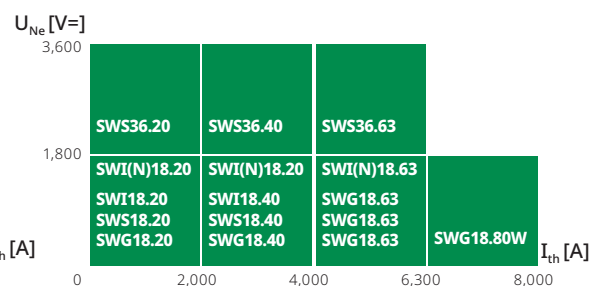 U_Ne [V=]
3,600
SWS36.20 SWS36.40 SWS36.63
1,800
SWI(N)18.20 SWI(N)18.20 SWI(N)18.63
SWI18.20 SWI18.40 SWG18.63
SWS18.20 SWS18.40 SWG18.63
SWG18.20 SWG18.40 SWG18.63 SWG18.80W
h [A] I_th [A]
0 2,000 4,000 6,300 8,000